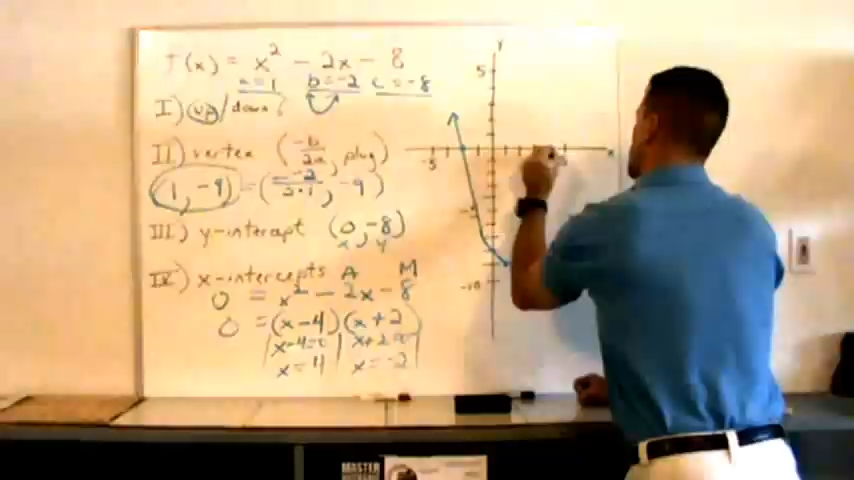 f(x) = x² - 2x - 8
a=1 b=-2 c=-8
I) up/down?
II) vertex (-b/2a, plug)
(1, -9) = (--2/2·1, -9)
III) y-intercept (0, -8)
x y
IV) x-intercepts A M
0 = x² - 2x - 8
0 = (x-4)(x+2)
x-4=0 | x+2=0
x=4 | x=-2
Y
5
-5
-10
MASTER